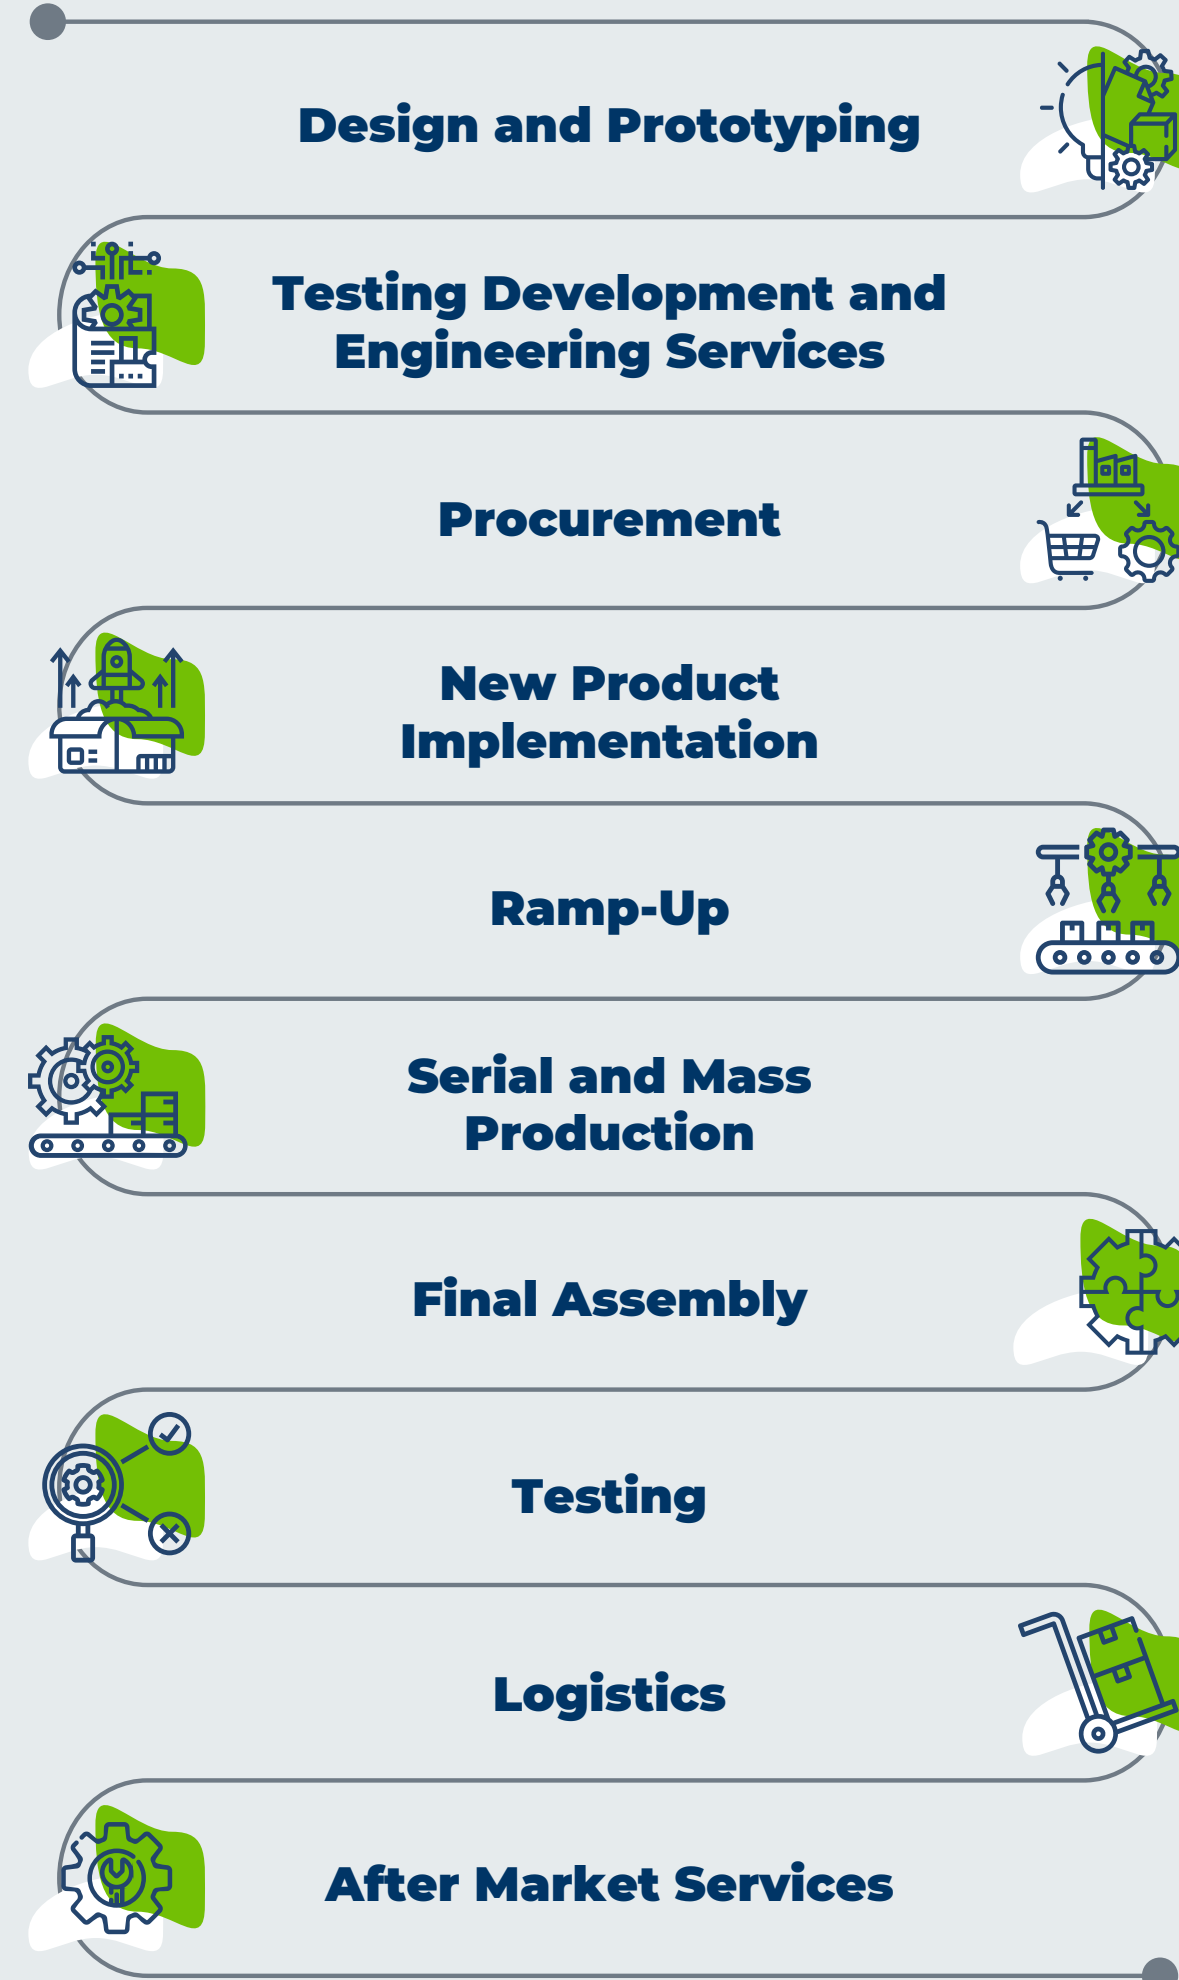 Design and Prototyping
Testing Development and
Engineering Services
Procurement
New Product
Implementation
Ramp-Up
Serial and Mass
Production
Final Assembly
Testing
Logistics
After Market Services